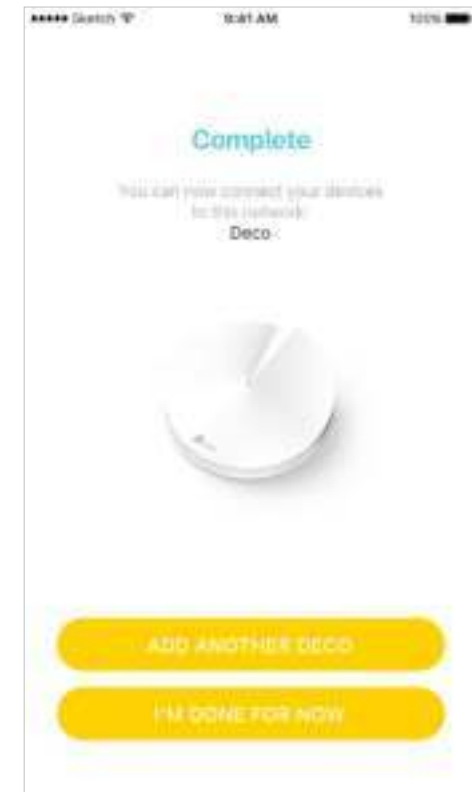 ●●●●● Sketch 9:41 AM 100%
Complete
You can now connect your devices
to this network:
Deco
ADD ANOTHER DECO
I'M DONE FOR NOW